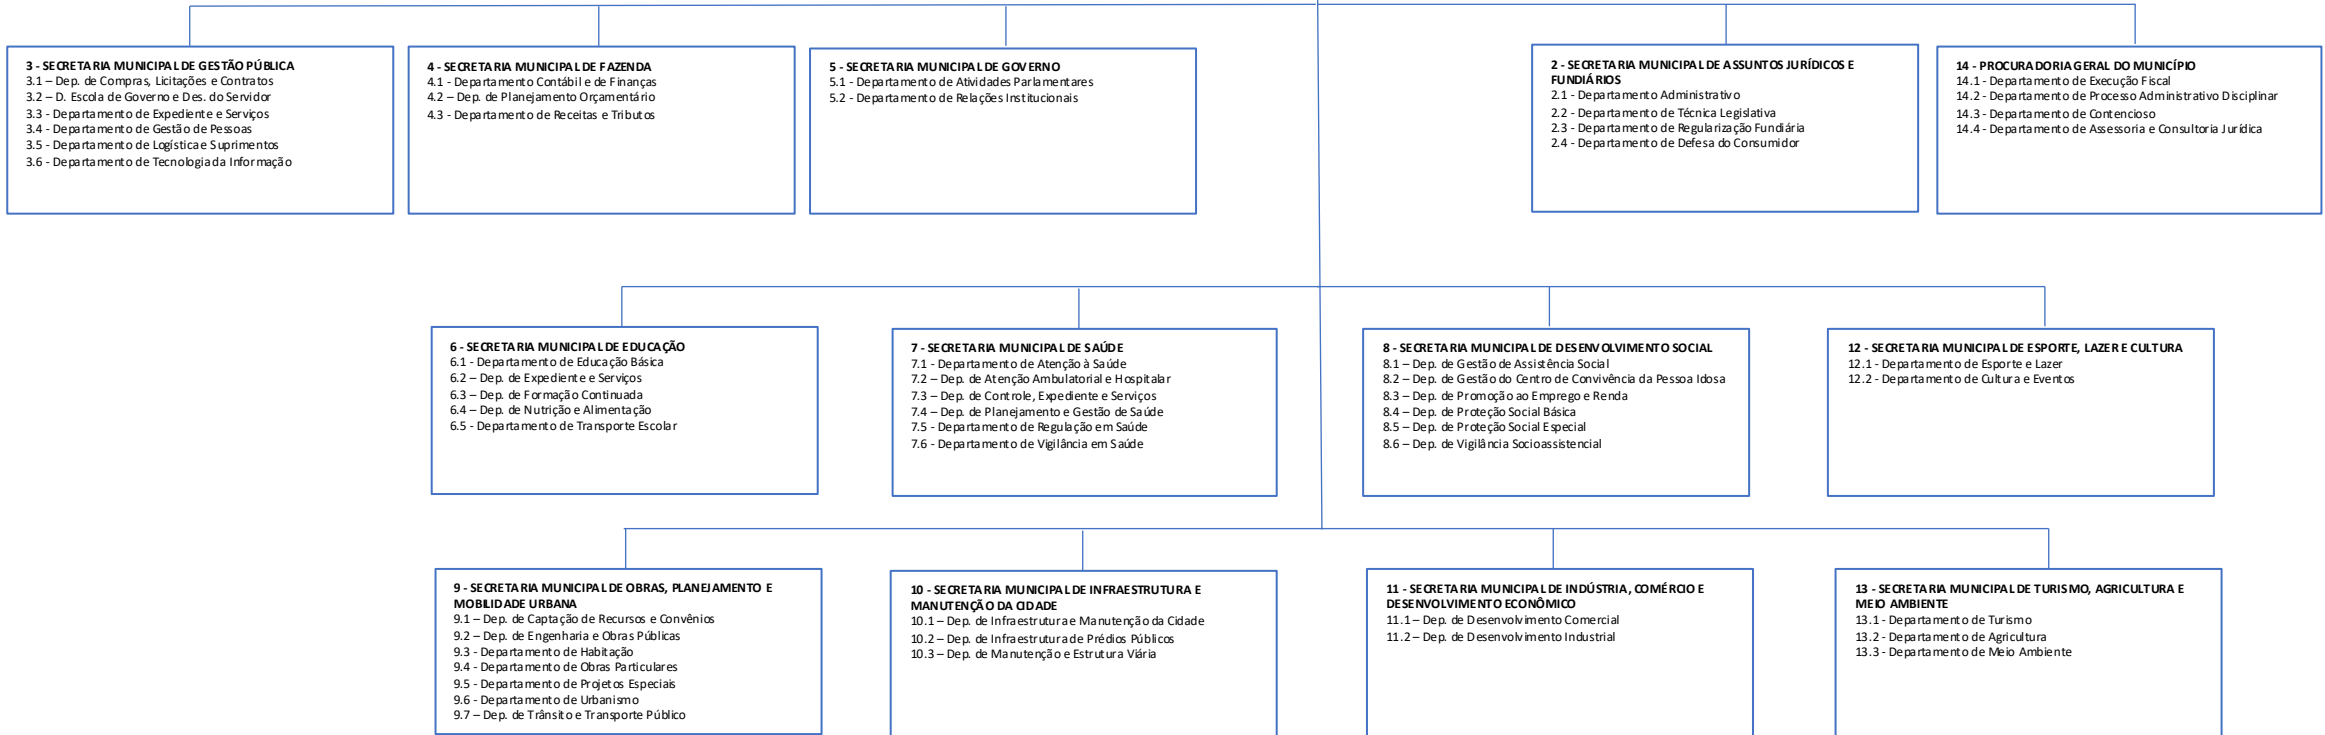 3 - SECRETARIA MUNICIPAL DE GESTÃO PÚBLICA
3.1 – Dep. de Compras, Licitações e Contratos
3.2 – D. Escola de Governo e Des. do Servidor
3.3 - Departamento de Expediente e Serviços
3.4 - Departamento de Gestão de Pessoas
3.5 - Departamento de Logística e Suprimentos
3.6 - Departamento de Tecnologia da Informação
4 - SECRETARIA MUNICIPAL DE FAZENDA
4.1 - Departamento Contábil e de Finanças
4.2 – Dep. de Planejamento Orçamentário
4.3 - Departamento de Receitas e Tributos
5 - SECRETARIA MUNICIPAL DE GOVERNO
5.1 - Departamento de Atividades Parlamentares
5.2 - Departamento de Relações Institucionais
2 - SECRETARIA MUNICIPAL DE ASSUNTOS JURÍDICOS E
FUNDIÁRIOS
2.1 - Departamento Administrativo
2.2 - Departamento de Técnica Legislativa
2.3 - Departamento de Regularização Fundiária
2.4 - Departamento de Defesa do Consumidor
14 - PROCURADORIA GERAL DO MUNICÍPIO
14.1 - Departamento de Execução Fiscal
14.2 - Departamento de Processo Administrativo Disciplinar
14.3 - Departamento de Contencioso
14.4 - Departamento de Assessoria e Consultoria Jurídica
6 - SECRETARIA MUNICIPAL DE EDUCAÇÃO
6.1 - Departamento de Educação Básica
6.2 – Dep. de Expediente e Serviços
6.3 – Dep. de Formação Continuada
6.4 – Dep. de Nutrição e Alimentação
6.5 - Departamento de Transporte Escolar
7 - SECRETARIA MUNICIPAL DE SAÚDE
7.1 - Departamento de Atenção à Saúde
7.2 – Dep. de Atenção Ambulatorial e Hospitalar
7.3 – Dep. de Controle, Expediente e Serviços
7.4 – Dep. de Planejamento e Gestão de Saúde
7.5 - Departamento de Regulação em Saúde
7.6 - Departamento de Vigilância em Saúde
8 - SECRETARIA MUNICIPAL DE DESENVOLVIMENTO SOCIAL
8.1 – Dep. de Gestão de Assistência Social
8.2 – Dep. de Gestão do Centro de Convivência da Pessoa Idosa
8.3 – Dep. de Promoção ao Emprego e Renda
8.4 – Dep. de Proteção Social Básica
8.5 – Dep. de Proteção Social Especial
8.6 – Dep. de Vigilância Socioassistencial
12 - SECRETARIA MUNICIPAL DE ESPORTE, LAZER E CULTURA
12.1 - Departamento de Esporte e Lazer
12.2 - Departamento de Cultura e Eventos
9 - SECRETARIA MUNICIPAL DE OBRAS, PLANEJAMENTO E
MOBILIDADE URBANA
9.1 – Dep. de Captação de Recursos e Convênios
9.2 – Dep. de Engenharia e Obras Públicas
9.3 - Departamento de Habitação
9.4 - Departamento de Obras Particulares
9.5 - Departamento de Projetos Especiais
9.6 - Departamento de Urbanismo
9.7 – Dep. de Trânsito e Transporte Público
10 - SECRETARIA MUNICIPAL DE INFRAESTRUTURA E
MANUTENÇÃO DA CIDADE
10.1 – Dep. de Infraestrutura e Manutenção da Cidade
10.2 – Dep. de Infraestrutura de Prédios Públicos
10.3 – Dep. de Manutenção e Estrutura Viária
11 - SECRETARIA MUNICIPAL DE INDÚSTRIA, COMÉRCIO E
DESENVOLVIMENTO ECONÔMICO
11.1 – Dep. de Desenvolvimento Comercial
11.2 – Dep. de Desenvolvimento Industrial
13 - SECRETARIA MUNICIPAL DE TURISMO, AGRICULTURA E
MEIO AMBIENTE
13.1 - Departamento de Turismo
13.2 - Departamento de Agricultura
13.3 - Departamento de Meio Ambiente